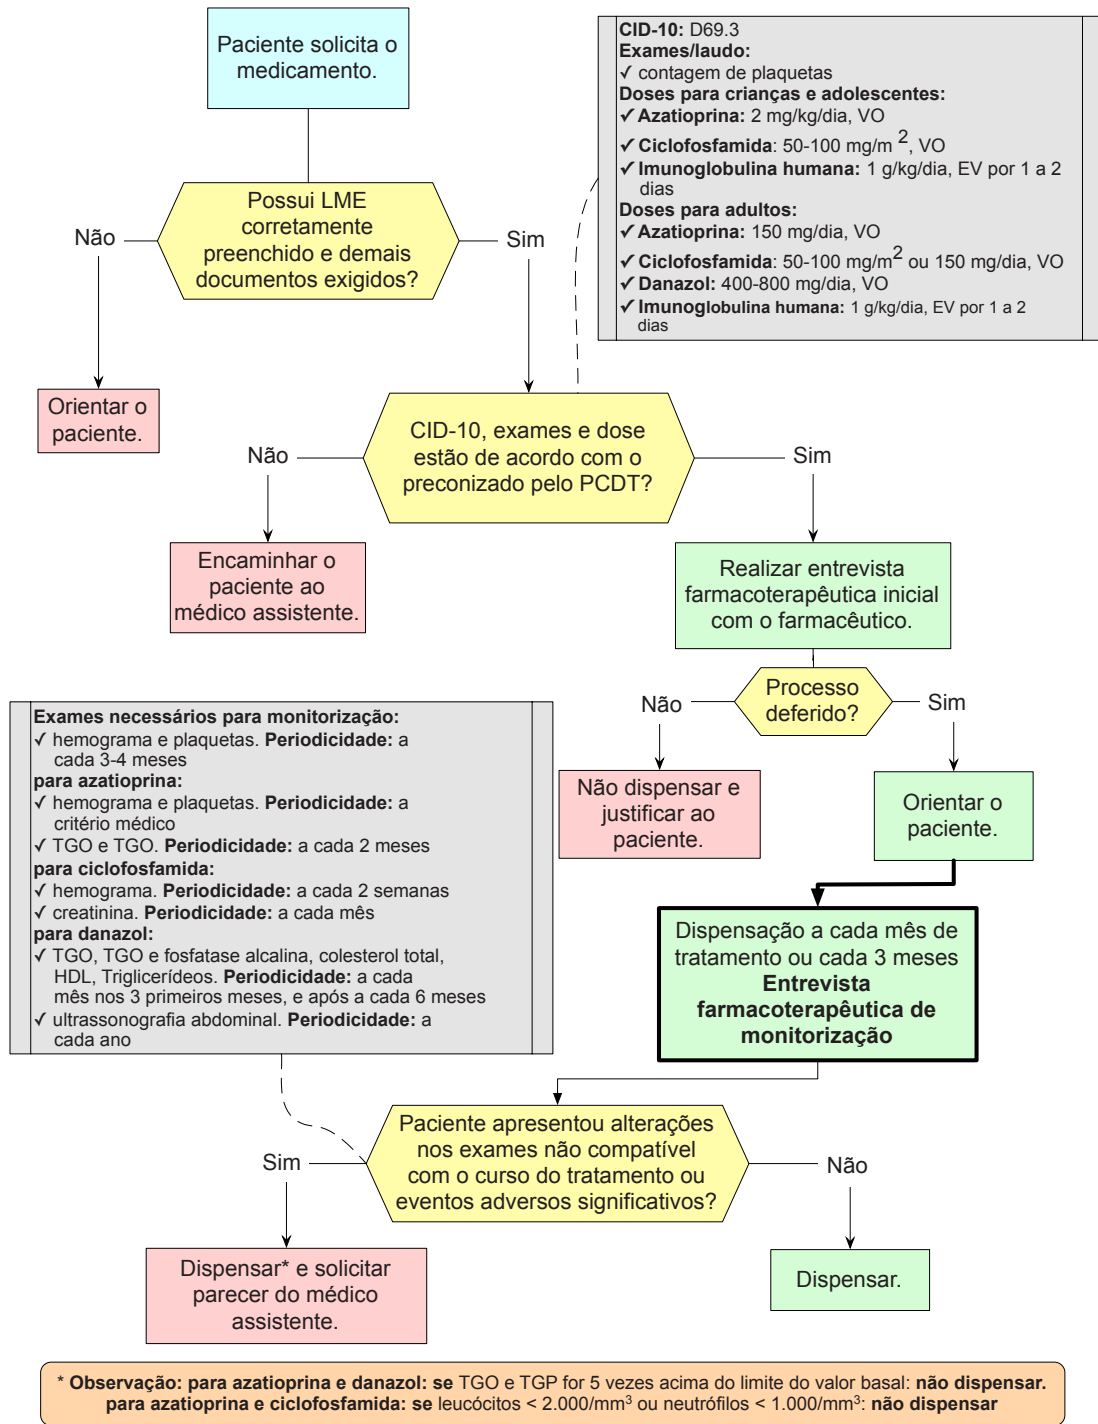 Paciente solicita o
medicamento.
CID-10: D69.3
Exames/laudo:
✓ contagem de plaquetas
Doses para crianças e adolescentes:
✓ Azatioprina: 2 mg/kg/dia, VO
✓ Ciclofosfamida: 50-100 mg/m ², VO
✓ Imunoglobulina humana: 1 g/kg/dia, EV por 1 a 2
dias
Doses para adultos:
✓ Azatioprina: 150 mg/dia, VO
✓ Ciclofosfamida: 50-100 mg/m² ou 150 mg/dia, VO
✓ Danazol: 400-800 mg/dia, VO
✓ Imunoglobulina humana: 1 g/kg/dia, EV por 1 a 2
dias
Possui LME
corretamente
preenchido e demais
documentos exigidos?
Não
Sim
Orientar o
paciente.
CID-10, exames e dose
estão de acordo com o
preconizado pelo PCDT?
Não
Sim
Encaminhar o
paciente ao
médico assistente.
Realizar entrevista
farmacoterapêutica inicial
com o farmacêutico.
Processo
deferido?
Não
Sim
Não dispensar e
justificar ao
paciente.
Orientar o
paciente.
Exames necessários para monitorização:
✓ hemograma e plaquetas. Periodicidade: a
cada 3-4 meses
para azatioprina:
✓ hemograma e plaquetas. Periodicidade: a
critério médico
✓ TGO e TGO. Periodicidade: a cada 2 meses
para ciclofosfamida:
✓ hemograma. Periodicidade: a cada 2 semanas
✓ creatinina. Periodicidade: a cada mês
para danazol:
✓ TGO, TGO e fosfatase alcalina, colesterol total,
HDL, Triglicerídeos. Periodicidade: a cada
mês nos 3 primeiros meses, e após a cada 6 meses
✓ ultrassonografia abdominal. Periodicidade: a
cada ano
Dispensação a cada mês de
tratamento ou cada 3 meses
Entrevista
farmacoterapêutica de
monitorização
Paciente apresentou alterações
nos exames não compatível
com o curso do tratamento ou
eventos adversos significativos?
Sim
Não
Dispensar* e solicitar
parecer do médico
assistente.
Dispensar.
* Observação: para azatioprina e danazol: se TGO e TGP for 5 vezes acima do limite do valor basal: não dispensar.
para azatioprina e ciclofosfamida: se leucócitos < 2.000/mm³ ou neutrófilos < 1.000/mm³: não dispensar